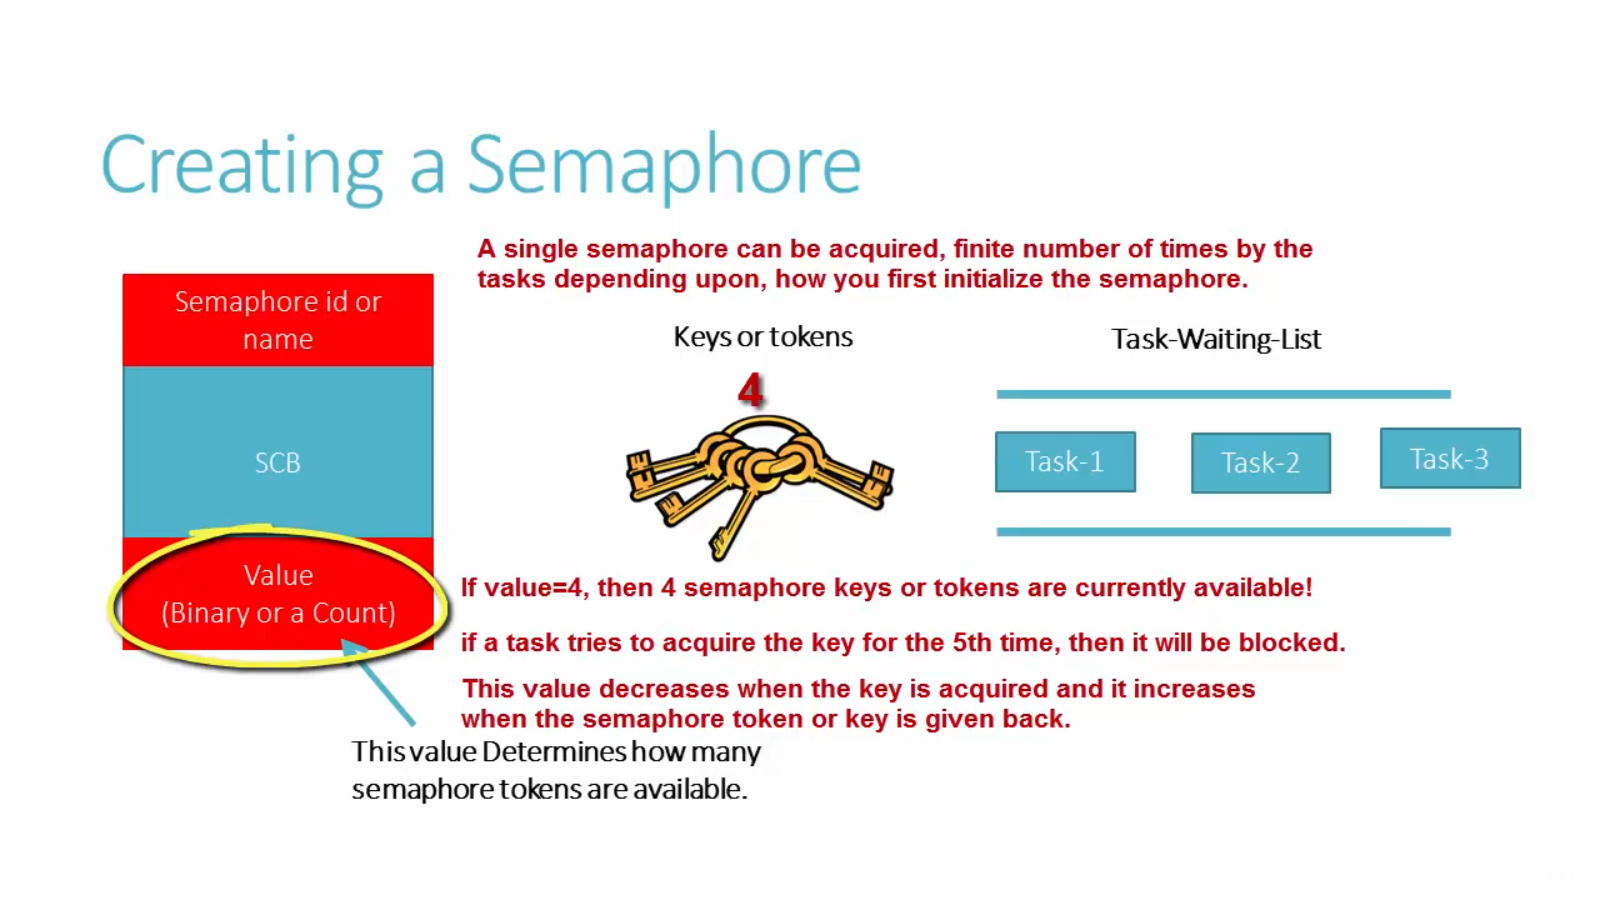 Creating a Semaphore
A single semaphore can be acquired, finite number of times by the
tasks depending upon, how you first initialize the semaphore.
Semaphore id or
name
SCB
Value
(Binary or a Count)
Keys or tokens
4
Task-Waiting-List
Task-1
Task-2
Task-3
If value=4, then 4 semaphore keys or tokens are currently available!
if a task tries to acquire the key for the 5th time, then it will be blocked.
This value decreases when the key is acquired and it increases
when the semaphore token or key is given back.
This value Determines how many
semaphore tokens are available.